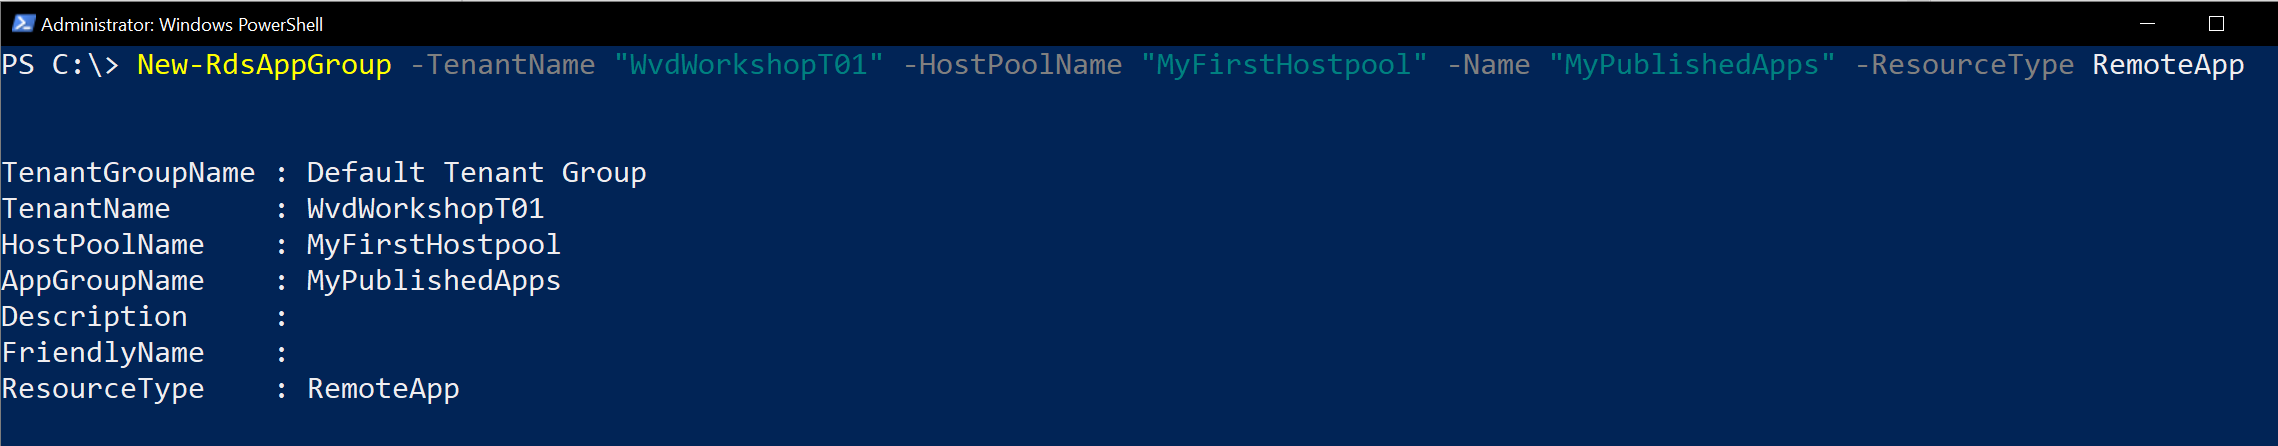 Administrator: Windows PowerShell
PS C:\> New-RdsAppGroup -TenantName "WvdWorkshopT01" -HostPoolName "MyFirstHostpool" -Name "MyPublishedApps" -ResourceType RemoteApp
TenantGroupName : Default Tenant Group
TenantName      : WvdWorkshopT01
HostPoolName    : MyFirstHostpool
AppGroupName    : MyPublishedApps
Description     :
FriendlyName    :
ResourceType    : RemoteApp